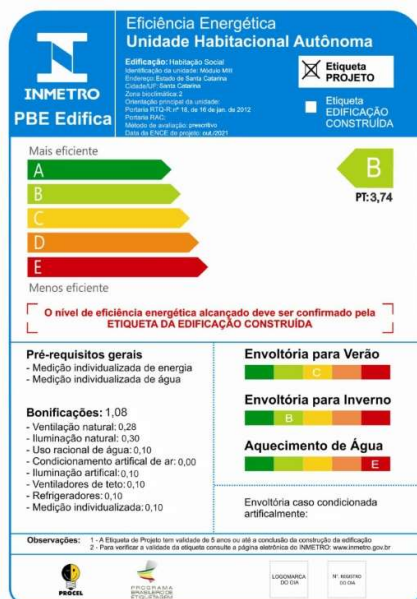 INMETRO
PBE Edifica
Eficiência Energética
Unidade Habitacional Autônoma
Edificação: Habitação Social
Identificação da unidade: Módulo Mitt
Endereço: Estado de Santa Catarina
Cidade/UF: Santa Catarina
Zona bioclimática: 2
Orientação principal da unidade:
Portaria RTQ-R: nº 18, de 16 de jan. de 2012
Portaria RAC:
Método de avaliação: prescritivo
Data da ENCE do projeto: out./2021
Etiqueta
PROJETO
Etiqueta
EDIFICAÇÃO
CONSTRUÍDA
Mais eficiente
A
B
C
D
E
Menos eficiente
B
PT:3,74
O nível de eficiência energética alcançado deve ser confirmado pela
ETIQUETA DA EDIFICAÇÃO CONSTRUÍDA
Pré-requisitos gerais
- Medição individualizada de energia
- Medição individualizada de água
Bonificações: 1,08
- Ventilação natural: 0,28
- Iluminação natural: 0,30
- Uso racional de água: 0,10
- Condicionamento artifical de ar: 0,00
- Iluminação artifical: 0,10
- Ventiladores de teto: 0,10
- Refrigeradores: 0,10
- Medição individualizada: 0,10
Envoltória para Verão
C
Envoltória para Inverno
B
Aquecimento de Água
E
Envoltória caso condicionada
artificalmente:
Observações: 1 - A Etiqueta de Projeto tem validade de 5 anos ou até a conclusão da construção da edificação
2 - Para verificar a validade da etiqueta consulte a página eletrônica do INMETRO: www.inmetro.gov.br
PROCEL
PROGRAMA
BRASILEIRO DE
ETIQUETAGEM
LOGOMARCA
DO OIA
Nº. REGISTRO
DO OIA